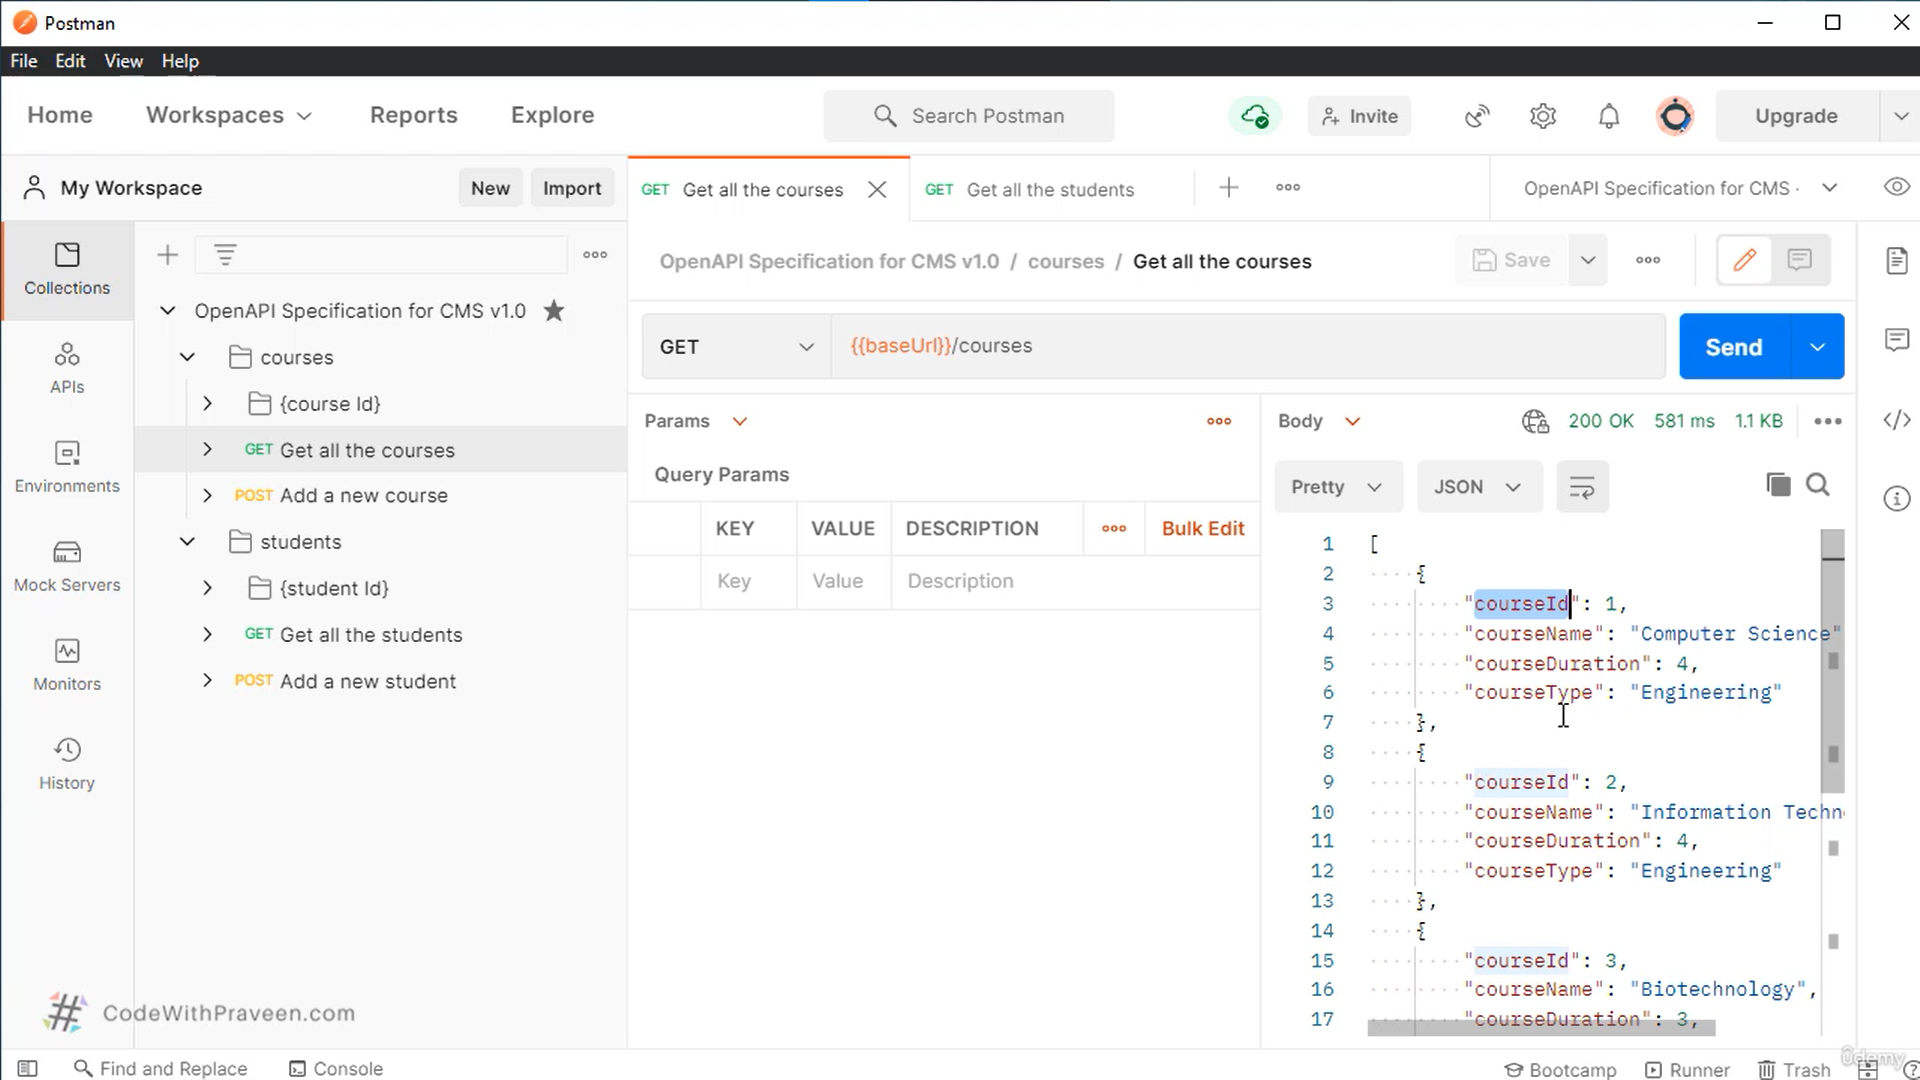 Postman
File Edit View Help
Home Workspaces Reports Explore Search Postman Invite Upgrade
My Workspace New Import
GET Get all the courses GET Get all the students OpenAPI Specification for CMS
Collections
APIs
Environments
Mock Servers
Monitors
History
OpenAPI Specification for CMS v1.0
courses
{course Id}
GET Get all the courses
POST Add a new course
students
{student Id}
GET Get all the students
POST Add a new student
OpenAPI Specification for CMS v1.0 / courses / Get all the courses Save
GET {{baseUrl}}/courses Send
Params
Query Params
KEY VALUE DESCRIPTION Bulk Edit
Key Value Description
Body 200 OK 581 ms 1.1 KB
Pretty JSON
1 [
2 {
3 "courseId": 1,
4 "courseName": "Computer Science"
5 "courseDuration": 4,
6 "courseType": "Engineering"
7 },
8 {
9 "courseId": 2,
10 "courseName": "Information Techn
11 "courseDuration": 4,
12 "courseType": "Engineering"
13 },
14 {
15 "courseId": 3,
16 "courseName": "Biotechnology",
17 "courseDuration": 3,
# CodeWithPraveen.com
Find and Replace Console Bootcamp Runner Trash
ûdemy